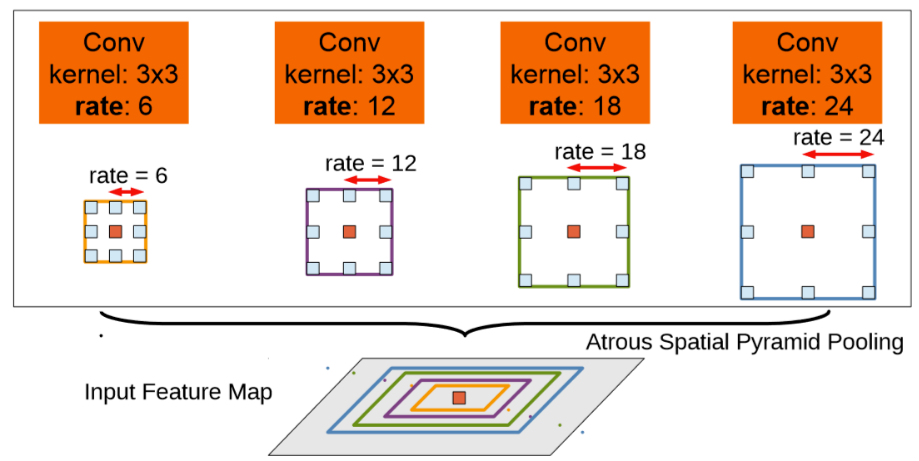 Conv
kernel: 3x3
rate: 6
Conv
kernel: 3x3
rate: 12
Conv
kernel: 3x3
rate: 18
Conv
kernel: 3x3
rate: 24
rate = 6
rate = 12
rate = 18
rate = 24
Atrous Spatial Pyramid Pooling
Input Feature Map